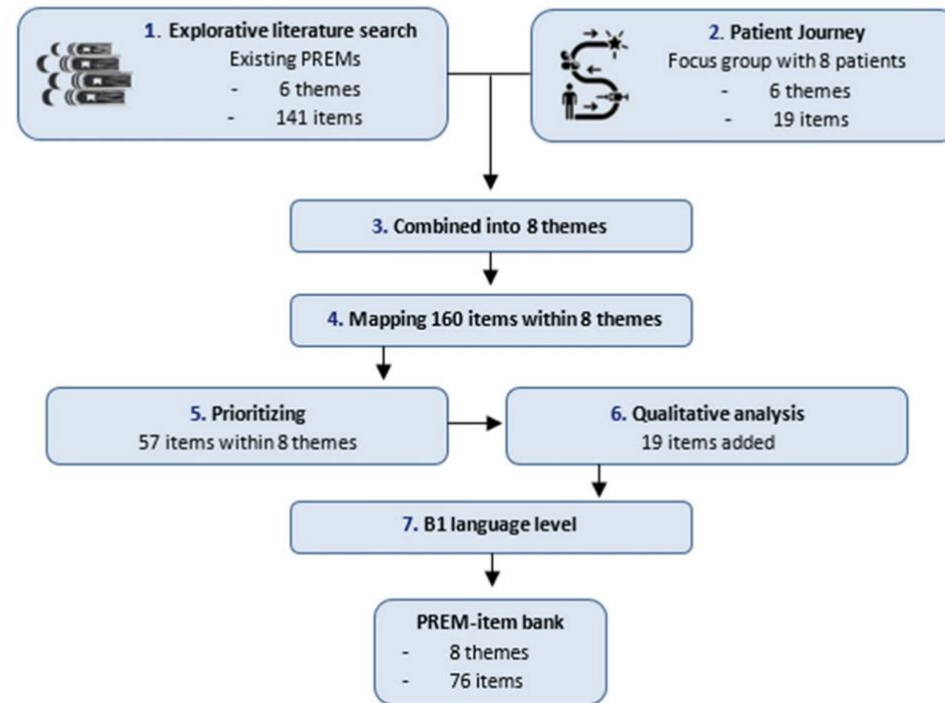 1. Explorative literature search
Existing PREMs
- 6 themes
- 141 items
2. Patient Journey
Focus group with 8 patients
- 6 themes
- 19 items
3. Combined into 8 themes
4. Mapping 160 items within 8 themes
5. Prioritizing
57 items within 8 themes
6. Qualitative analysis
19 items added
7. B1 language level
PREM-item bank
- 8 themes
- 76 items